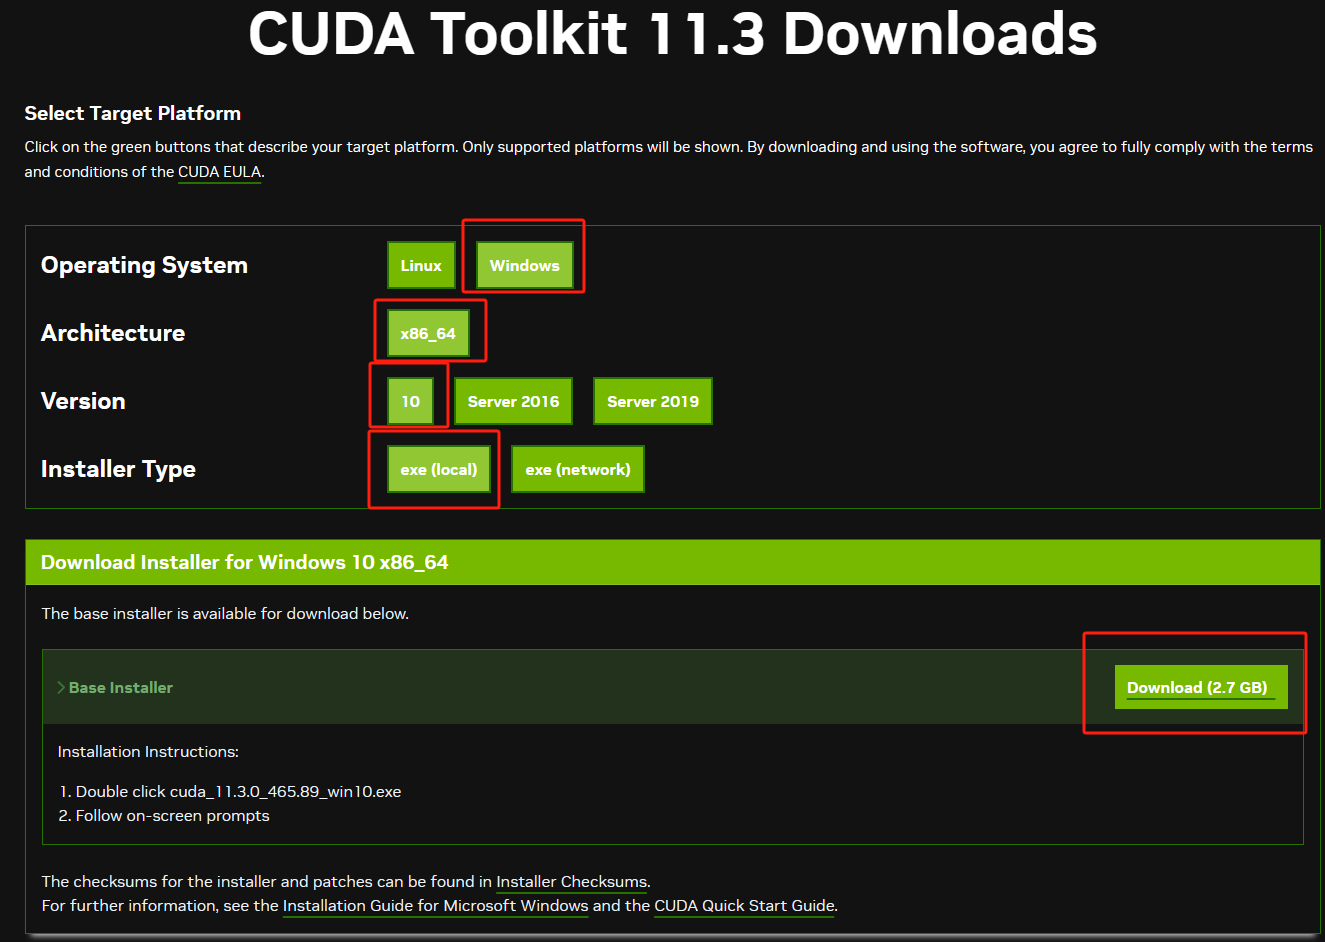 CUDA Toolkit 11.3 Downloads
Select Target Platform
Click on the green buttons that describe your target platform. Only supported platforms will be shown. By downloading and using the software, you agree to fully comply with the terms
and conditions of the CUDA EULA.
Operating System Linux Windows
Architecture x86_64
Version 10 Server 2016 Server 2019
Installer Type exe (local) exe (network)
Download Installer for Windows 10 x86_64
The base installer is available for download below.
Base Installer Download (2.7 GB)
Installation Instructions:
1. Double click cuda_11.3.0_465.89_win10.exe
2. Follow on-screen prompts
The checksums for the installer and patches can be found in Installer Checksums.
For further information, see the Installation Guide for Microsoft Windows and the CUDA Quick Start Guide.